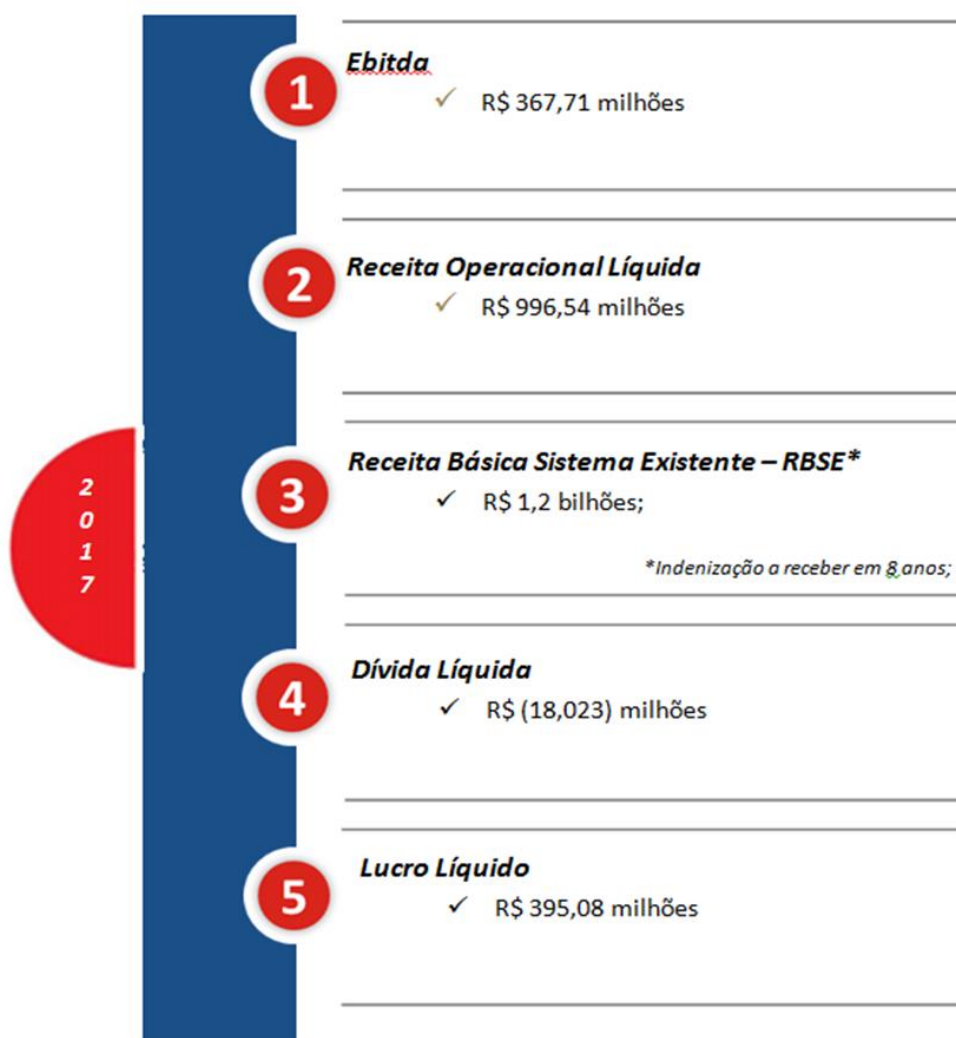 2
0
1
7
1
Ebitda
✓ R$ 367,71 milhões
2
Receita Operacional Líquida
✓ R$ 996,54 milhões
3
Receita Básica Sistema Existente – RBSE*
✓ R$ 1,2 bilhões;
*Indenização a receber em 8 anos;
4
Dívida Líquida
✓ R$ (18,023) milhões
5
Lucro Líquido
✓ R$ 395,08 milhões